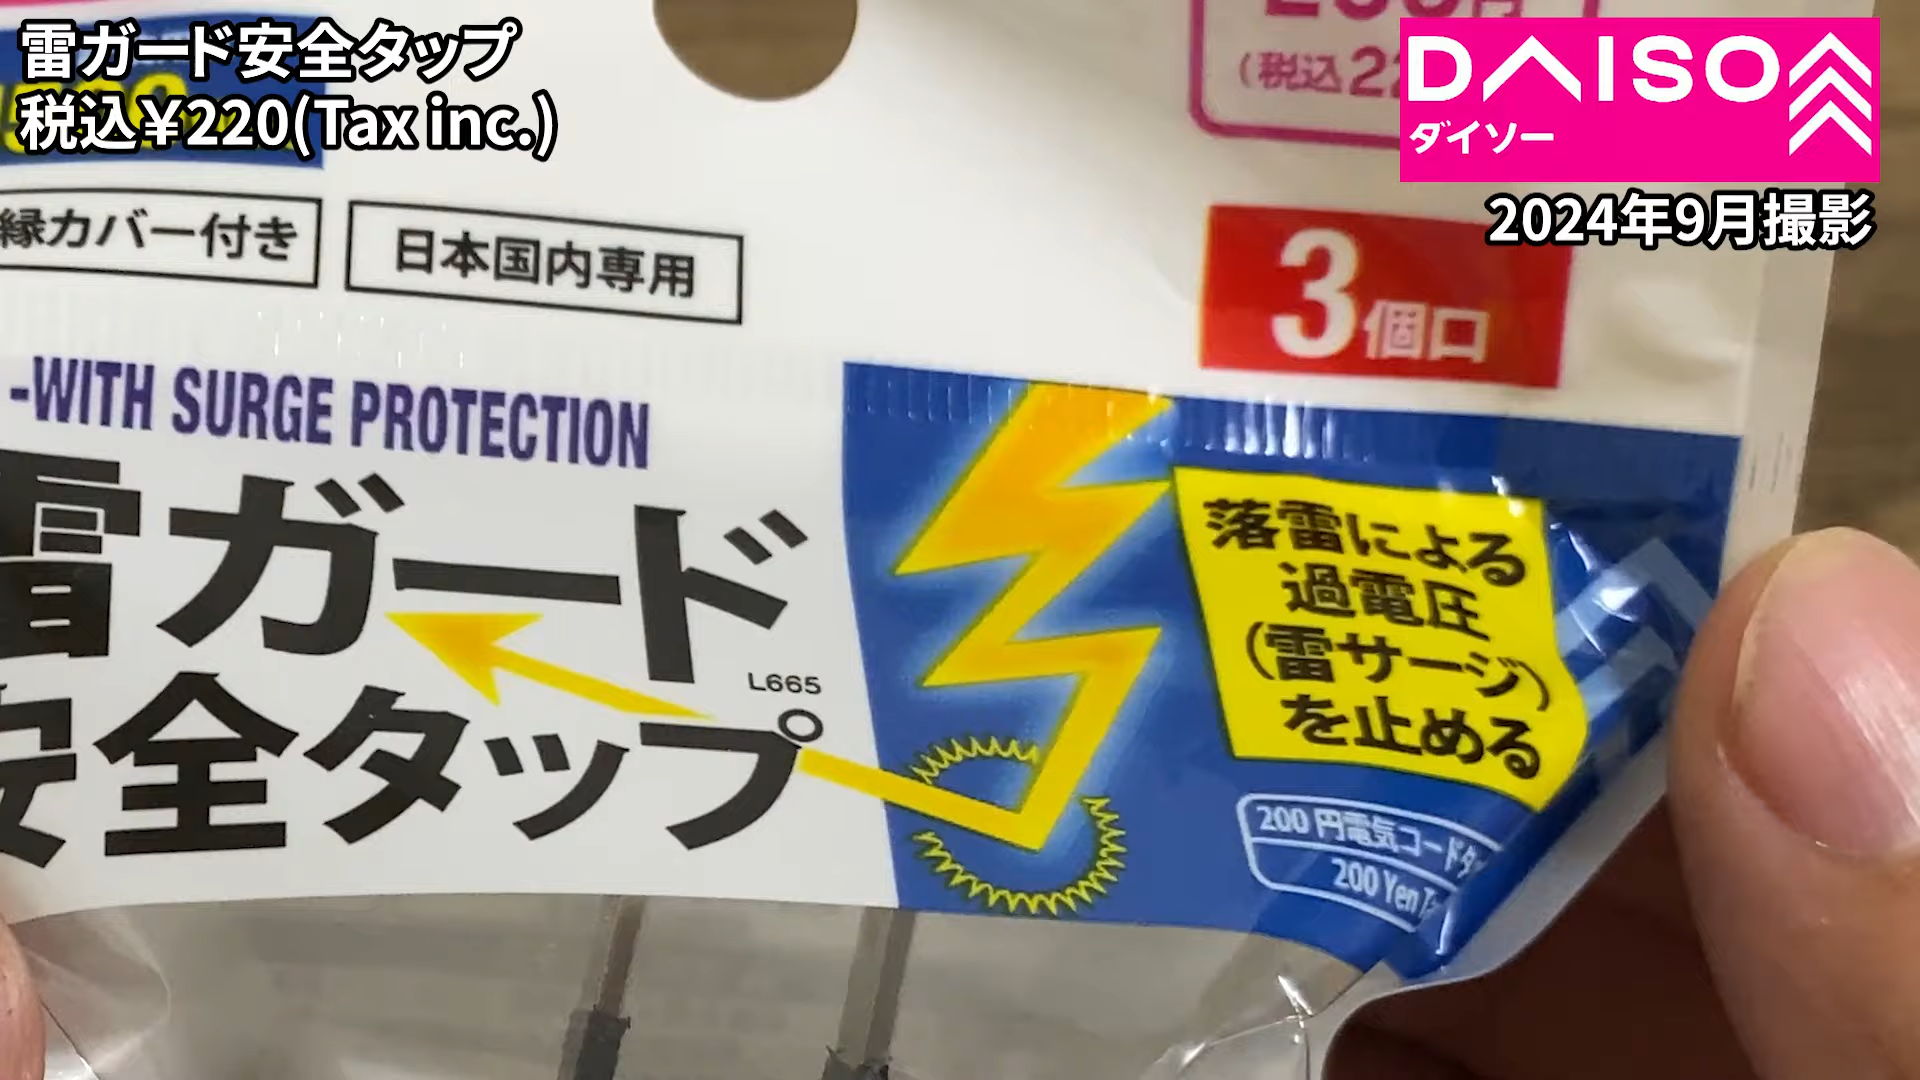 雷ガード安全タップ
税込￥220(Tax inc.)
DAISO
ダイソー
2024年9月撮影
(税込22
縁カバー付き
日本国内専用
3個口
-WITH SURGE PROTECTION
雷ガード
安全タップ
L665
落雷による
過電圧
(雷サージ)
を止める
200円電気コードタ
200 Yen